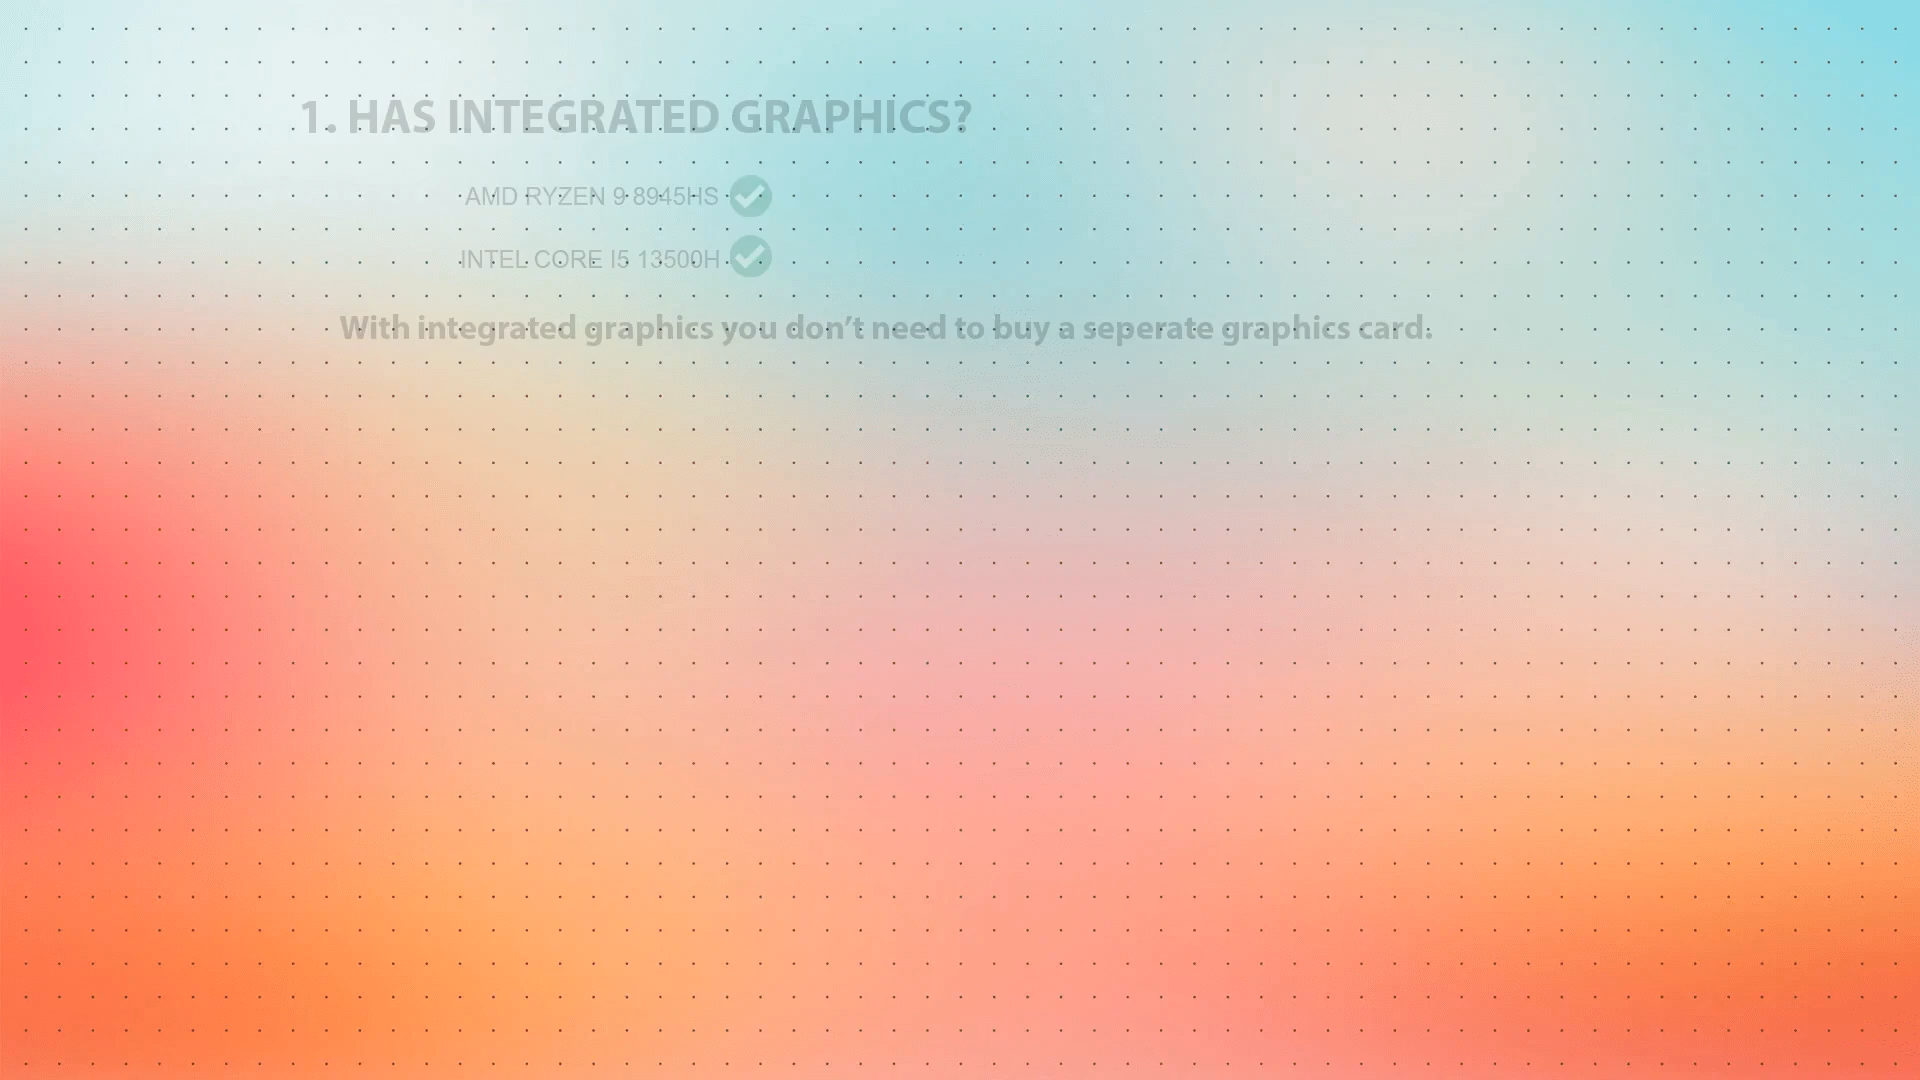 1. HAS INTEGRATED GRAPHICS?
AMD RYZEN 9 8945HS
INTEL CORE I5 13500H
With integrated graphics you don’t need to buy a seperate graphics card.